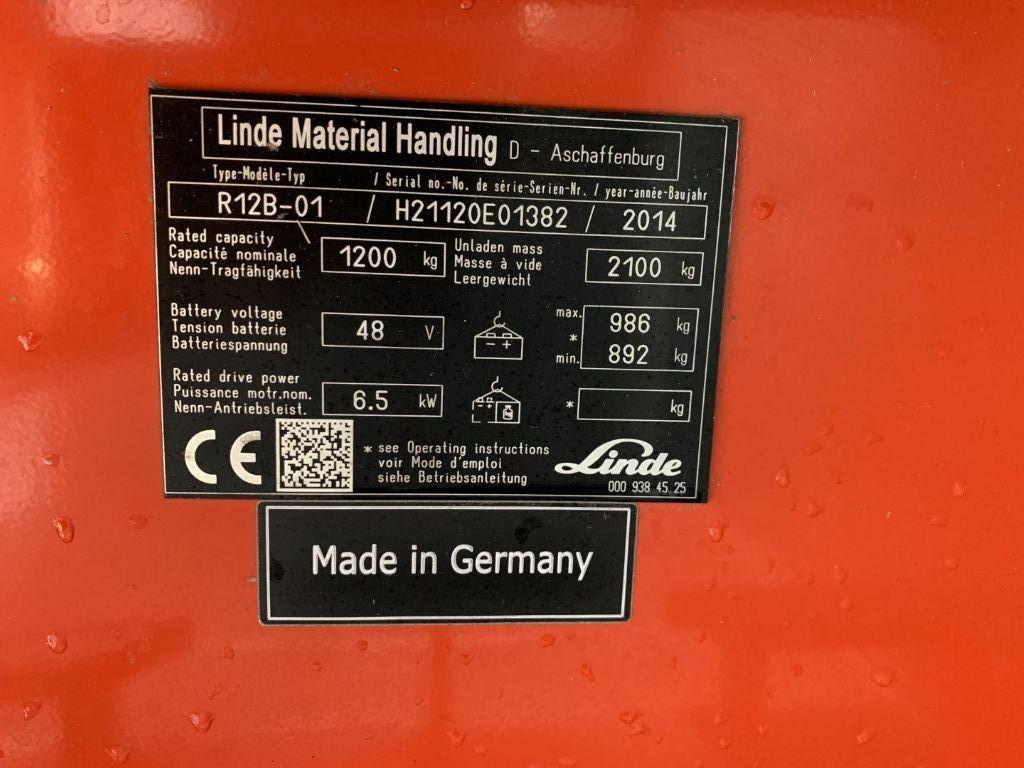 Linde Material Handling D - Aschaffenburg
Type-Modèle-Typ / Serial no.-No. de série-Serien-Nr. / year-année-Baujahr
R12B-01 / H21120E01382 / 2014
Rated capacity
Capacité nominale
Nenn-Tragfähigkeit
1200 kg
Unladen mass
Masse à vide
Leergewicht
2100 kg
Battery voltage
Tension batterie
Batteriespannung
48 V
- +
max. 986 kg
*
min. 892 kg
Rated drive power
Puissance motr.nom.
Nenn-Antriebsleist.
6.5 kW
- +
* kg
CE
* see Operating instructions
voir Mode d'emploi
siehe Betriebsanleitung
Linde
000 938 45 25
Made in Germany